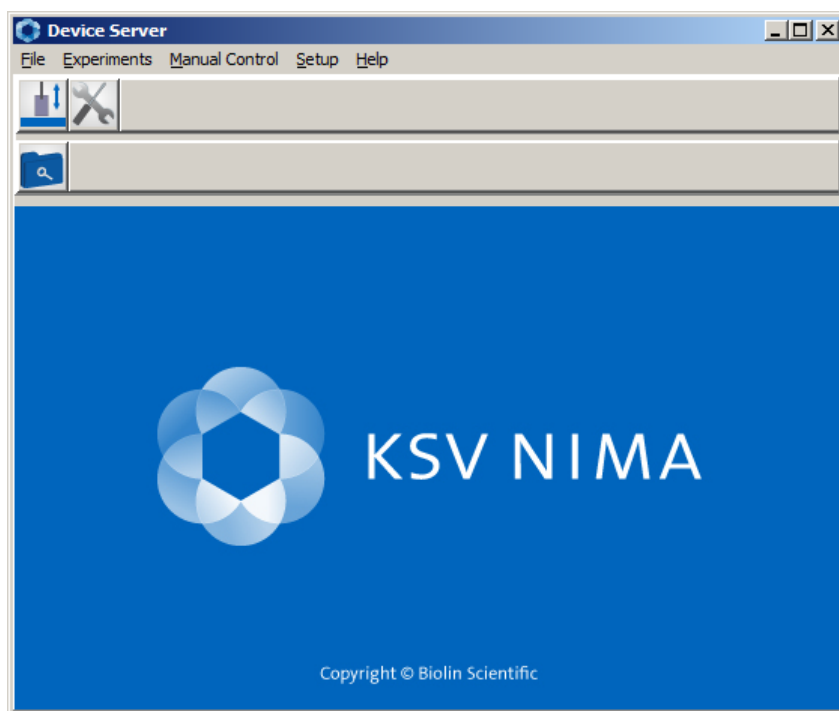 Device Server
File Experiments Manual Control Setup Help
KSV NIMA
Copyright © Biolin Scientific